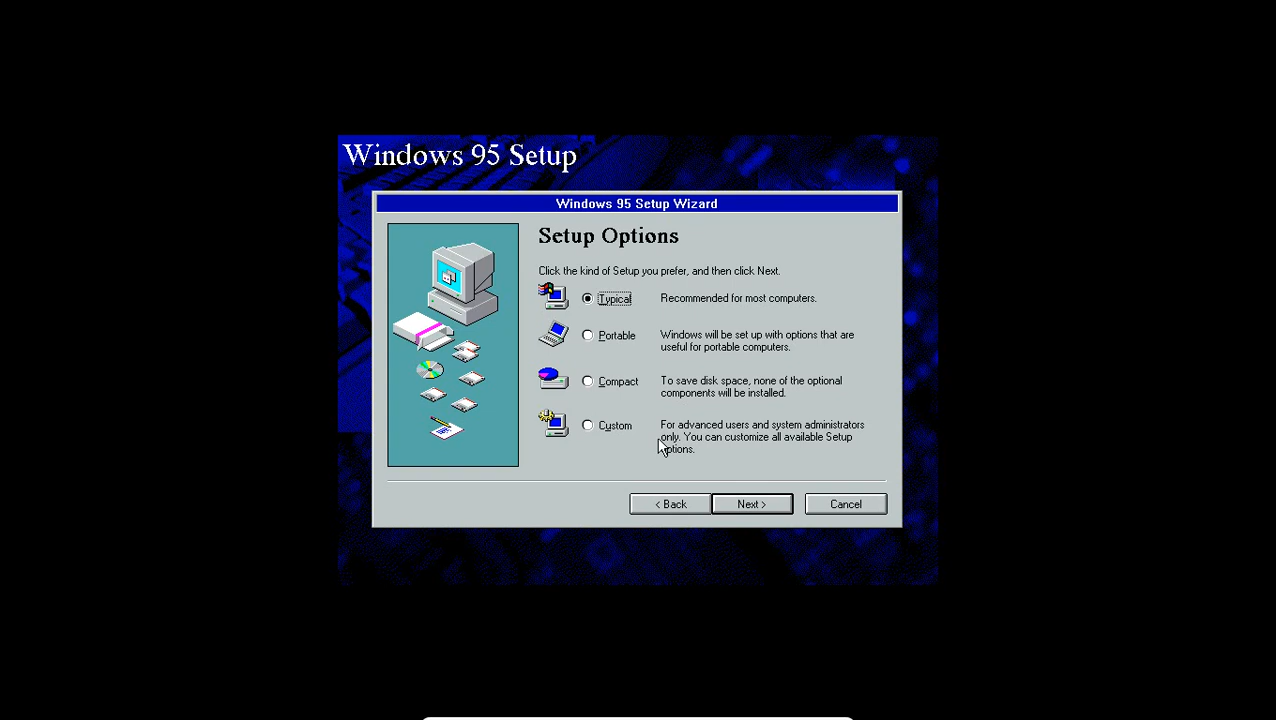 Windows 95 Setup
Windows 95 Setup Wizard
Setup Options
Click the kind of Setup you prefer, and then click Next.
Typical Recommended for most computers.
Portable Windows will be set up with options that are
useful for portable computers.
Compact To save disk space, none of the optional
components will be installed.
Custom For advanced users and system administrators
only. You can customize all available Setup
options.
< Back Next > Cancel